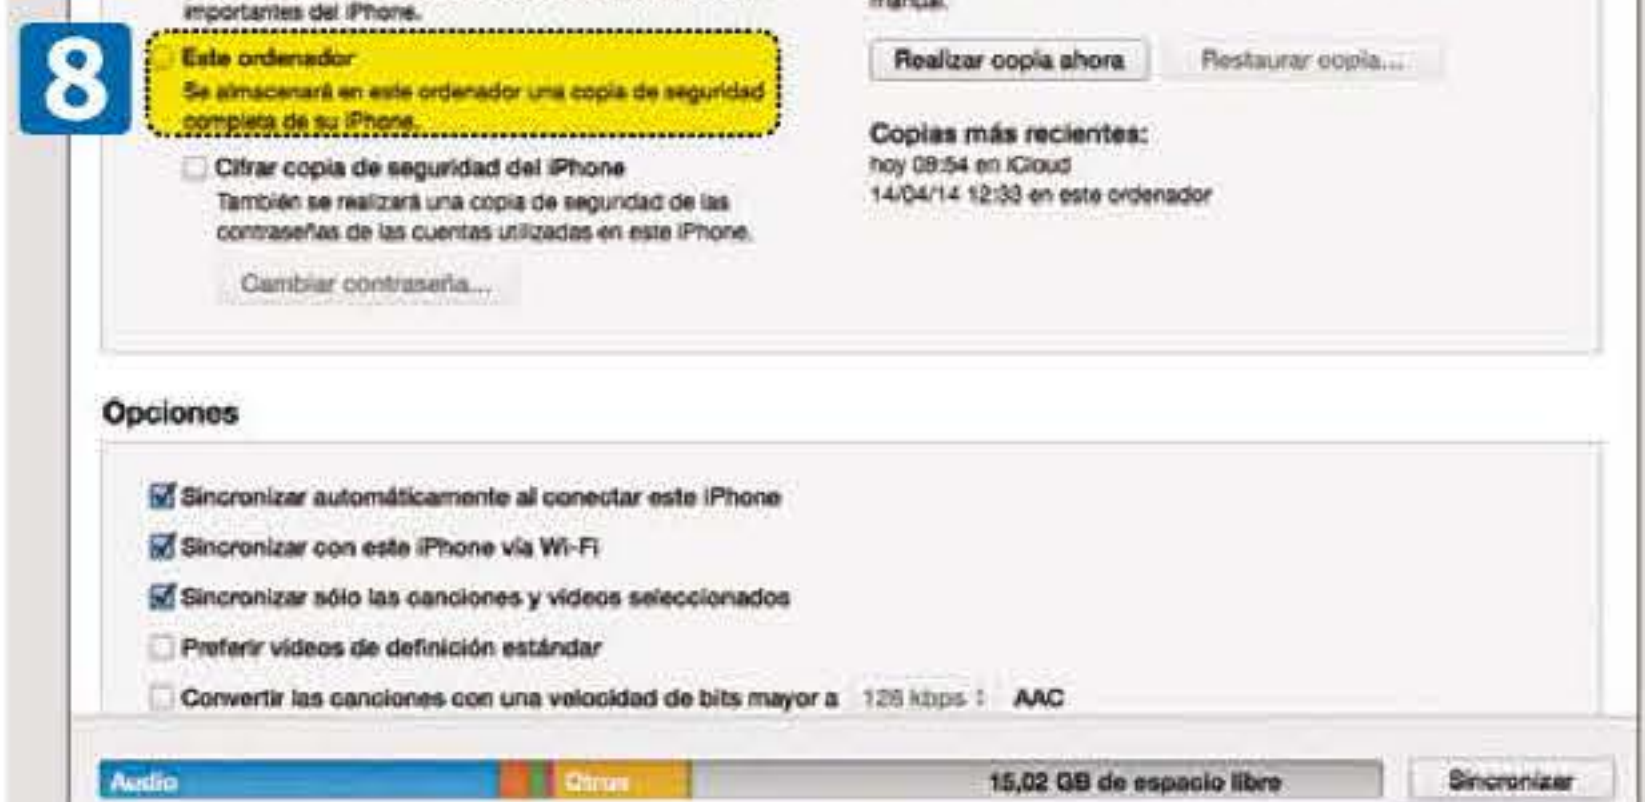 importantes del iPhone.
manual.
8
Este ordenador
Se almacenará en este ordenador una copia de seguridad
completa de su iPhone.
Cifrar copia de seguridad del iPhone
También se realizará una copia de seguridad de las
contraseñas de las cuentas utilizadas en este iPhone.
Cambiar contraseña...
Realizar copia ahora
Restaurar copia...
Copias más recientes:
hoy 09:54 en iCloud
14/04/14 12:33 en este ordenador
Opciones
Sincronizar automáticamente al conectar este iPhone
Sincronizar con este iPhone vía Wi-Fi
Sincronizar sólo las canciones y vídeos seleccionados
Preferir vídeos de definición estándar
Convertir las canciones con una velocidad de bits mayor a 128 kbps AAC
Audio Otros 15,02 GB de espacio libre Sincronizar